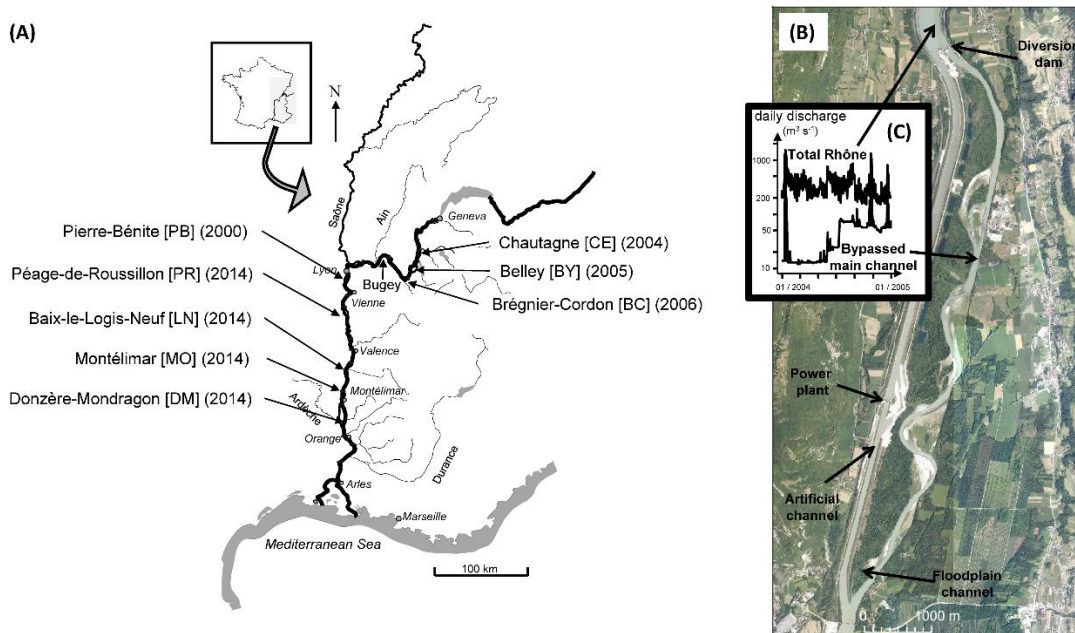 (A)
N
Saône
Ain
Geneva
Pierre-Bénite [PB] (2000)
Péage-de-Roussillon [PR] (2014)
Baix-le-Logis-Neuf [LN] (2014)
Montélimar [MO] (2014)
Donzère-Mondragon [DM] (2014)
Chautagne [CE] (2004)
Belley [BY] (2005)
Brégnier-Cordon [BC] (2006)
Lyon
Bugey
Vienne
Valence
Montélimar
Ardèche
Orange
Durance
Arles
Marseille
Mediterranean Sea
100 km
(B)
Diversion
dam
daily discharge
(m³ s⁻¹)
(C)
Total Rhône
1000
200
50
10
Bypassed
main channel
01 / 2004
01 / 2005
Power
plant
Artificial
channel
Floodplain
channel
0
1000 m